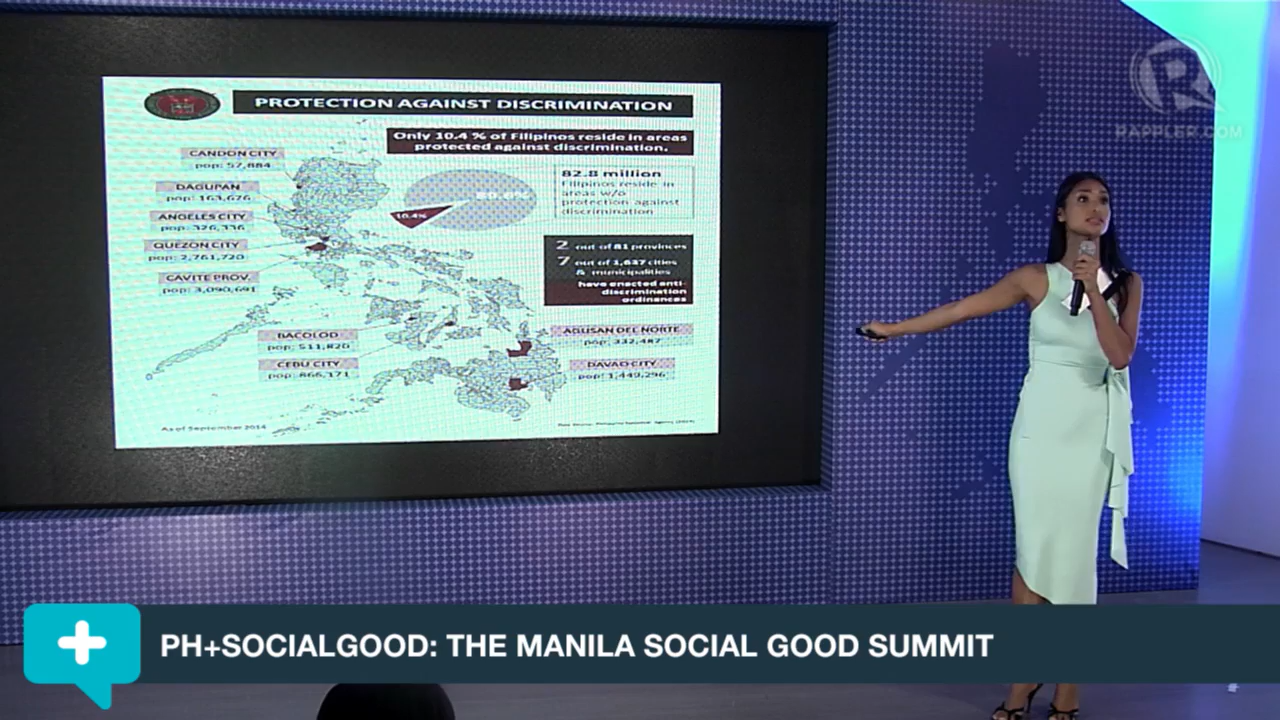 RAPPLER.COM
PROTECTION AGAINST DISCRIMINATION
Only 10.4 % of Filipinos reside in areas
protected against discrimination.
CANDON CITY
pop: 57,884
DAGUPAN
pop: 163,676
ANGELES CITY
pop: 326,336
QUEZON CITY
pop: 2,761,720
CAVITE PROV.
pop: 3,090,691
10.4%
82.8 million
Filipinos reside in
areas w/o
protection against
discrimination
2 out of 81 provinces
7 out of 1,637 cities
& municipalities
have enacted anti-
discrimination
ordinances
BACOLOD
pop: 511,820
CEBU CITY
pop: 866,171
AGUSAN DEL NORTE
pop: 332,487
DAVAO CITY
pop: 1,449,296
As of September 2014
PH+SOCIALGOOD: THE MANILA SOCIAL GOOD SUMMIT